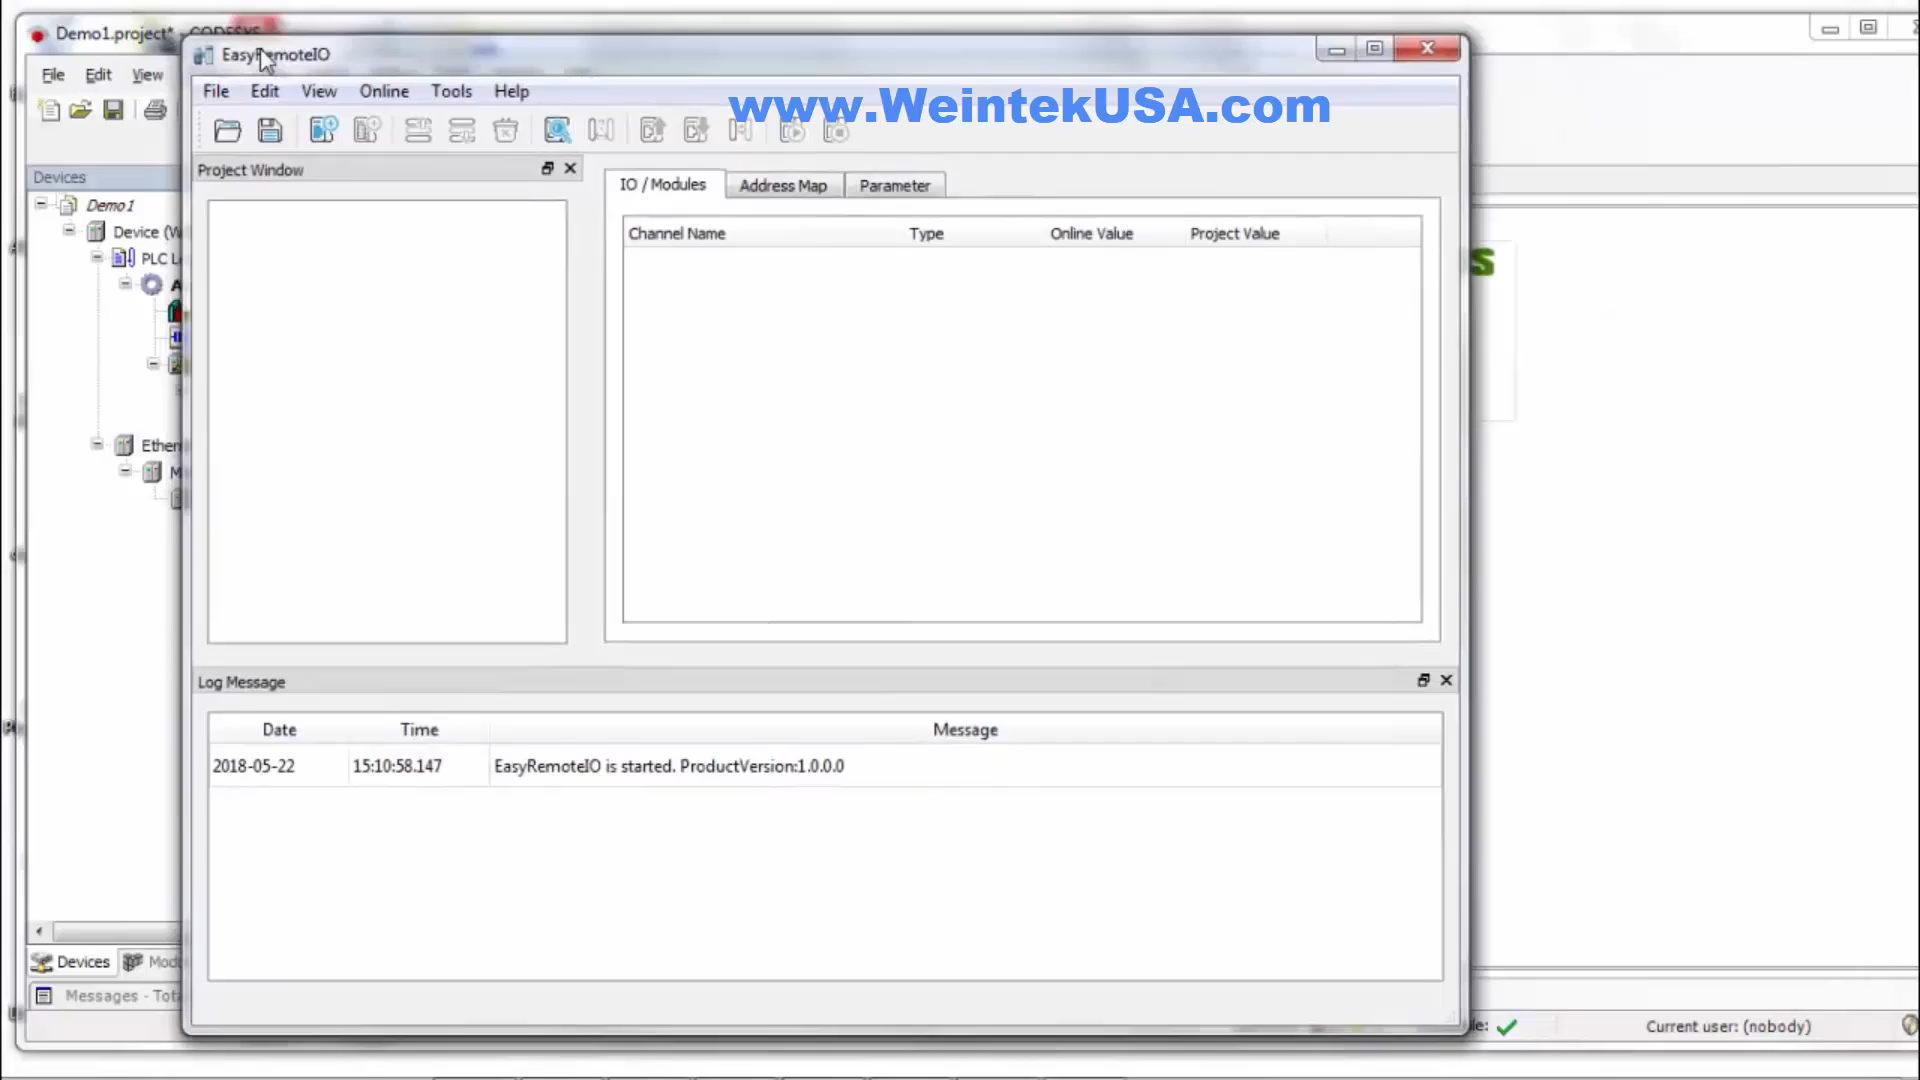 Demo1.project* - CODESYS
File Edit View
Devices
Demo1
Device
PLC
Devices
EasyRemoteIO
File Edit View Online Tools Help
www.WeintekUSA.com
Project Window
IO / Modules Address Map Parameter
Channel Name Type Online Value Project Value
Log Message
Date Time Message
2018-05-22 15:10:58.147 EasyRemoteIO is started. ProductVersion:1.0.0.0
Messages -
Current user: (nobody)